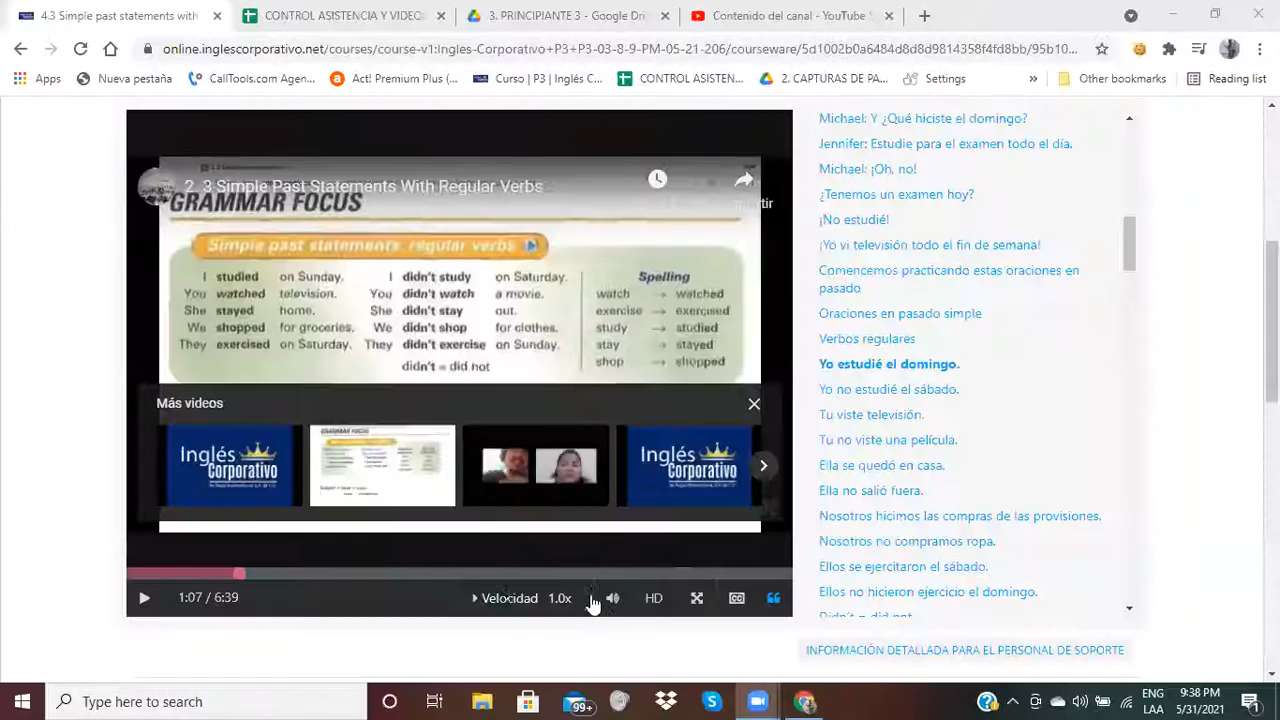 4.3 Simple past statements with
CONTROL ASISTENCIA Y VIDEO
3. PRINCIPIANTE 3 - Google Dri
Contenido del canal - YouTube
online.inglescorporativo.net/courses/course-v1:Ingles-Corporativo+P3+P3-03-8-9-PM-05-21-206/courseware/5d1002b0a6484d8d8d9814358f4fd8bb/95b10...
Apps
Nueva pestaña
CallTools.com Agen...
Act! Premium Plus (...
Curso | P3 | Inglés C...
CONTROL ASISTEN...
2. CAPTURAS DE PA...
Settings
»
Other bookmarks
Reading list
2. 3 Simple Past Statements With Regular Verbs
GRAMMAR FOCUS
Simple past statements: regular verbs
I studied on Sunday. I didn't study on Saturday. Spelling
You watched television. You didn't watch a movie. watch → watched
She stayed home. She didn't stay out. exercise → exercised
We shopped for groceries. We didn't shop for clothes. study → studied
They exercised on Saturday. They didn't exercise on Sunday. stay → stayed
didn't = did not shop → shopped
Más videos
Inglés
Corporativo
GRAMMAR FOCUS
Inglés
Corporativo
1:07 / 6:39
Velocidad 1.0x
HD
Michael: Y ¿Qué hiciste el domingo?
Jennifer: Estudie para el examen todo el día.
Michael: ¡Oh, no!
¿Tenemos un examen hoy?
¡No estudié!
¡Yo vi televisión todo el fin de semana!
Comencemos practicando estas oraciones en
pasado
Oraciones en pasado simple
Verbos regulares
Yo estudié el domingo.
Yo no estudié el sábado.
Tu viste televisión.
Tu no viste una película.
Ella se quedó en casa.
Ella no salió fuera.
Nosotros hicimos las compras de las provisiones.
Nosotros no compramos ropa.
Ellos se ejercitaron el sábado.
Ellos no hicieron ejercicio el domingo.
Didn't = did not
INFORMACIÓN DETALLADA PARA EL PERSONAL DE SOPORTE
Type here to search
99+
ENG
LAA
9:38 PM
5/31/2021
1